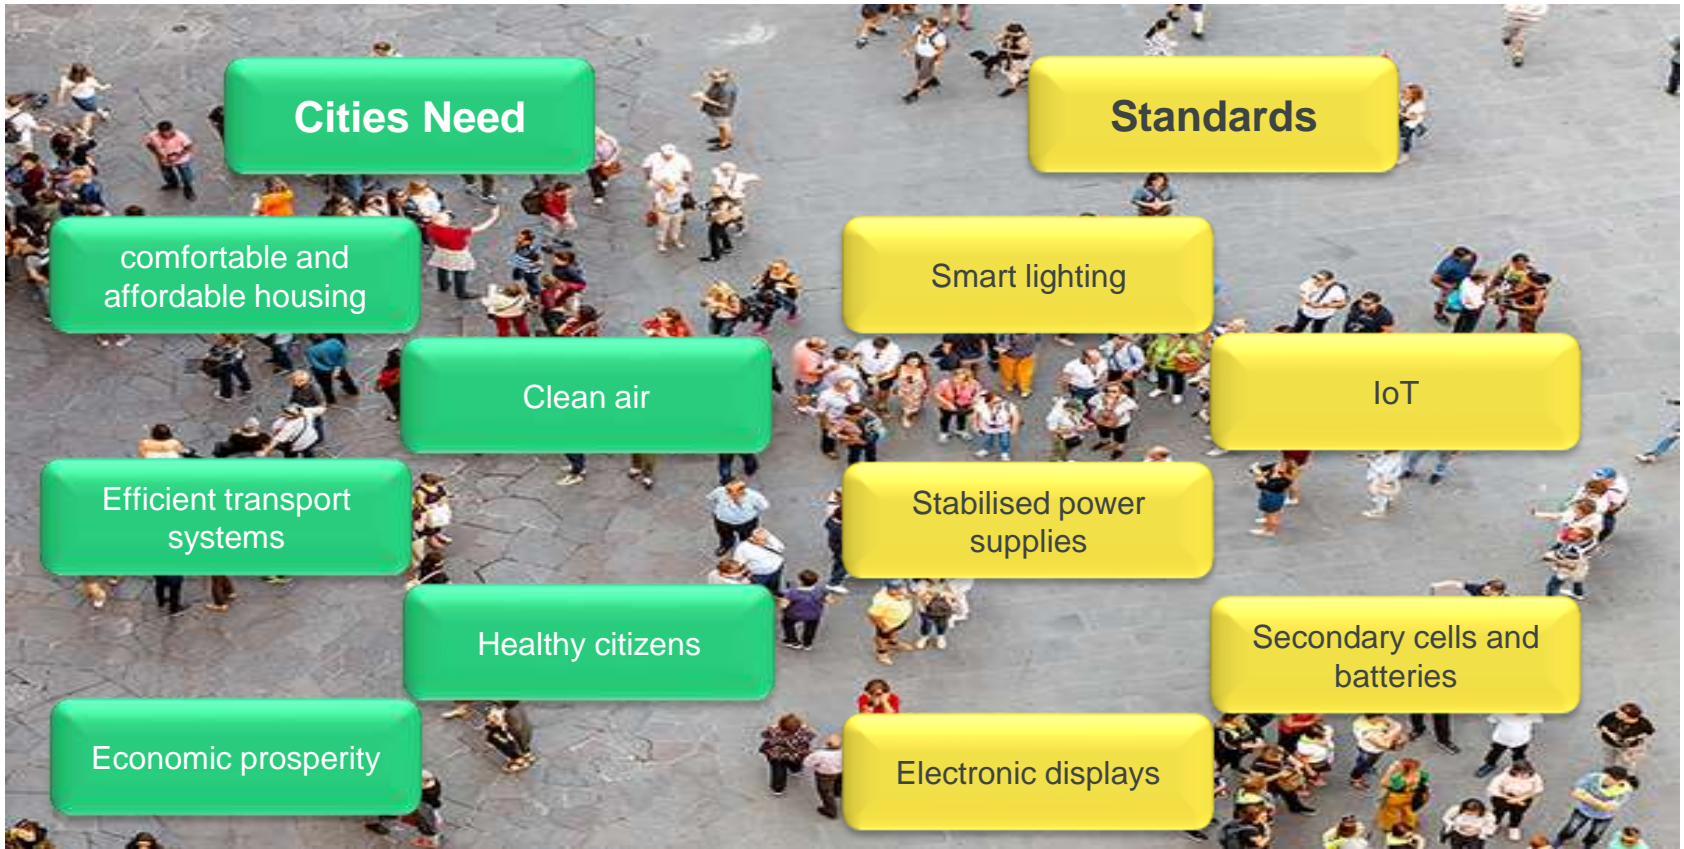 Cities Need
Standards
comfortable and
affordable housing
Clean air
Efficient transport
systems
Healthy citizens
Economic prosperity
Smart lighting
IoT
Stabilised power
supplies
Secondary cells and
batteries
Electronic displays